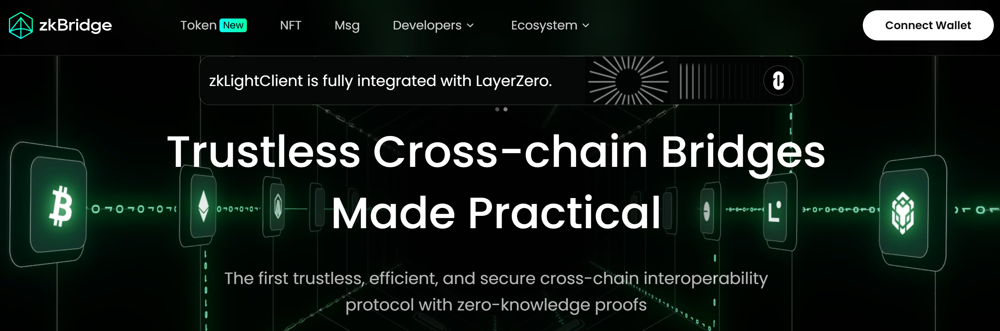 zkBridge
Token New
NFT
Msg
Developers
Ecosystem
Connect Wallet
zkLightClient is fully integrated with LayerZero.
Trustless Cross-chain Bridges
Made Practical
The first trustless, efficient, and secure cross-chain interoperability
protocol with zero-knowledge proofs